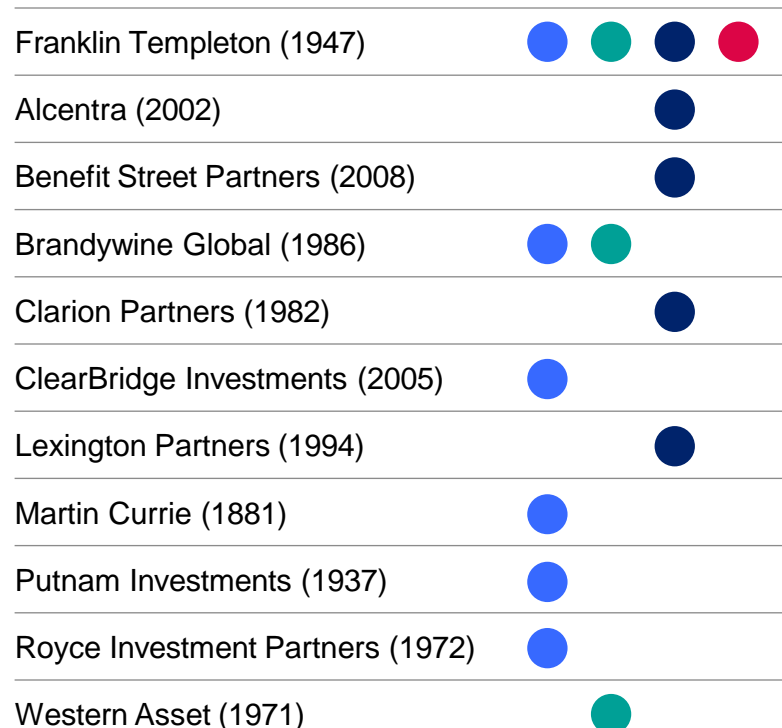 Franklin Templeton (1947)
Alcentra (2002)
Benefit Street Partners (2008)
Brandywine Global (1986)
Clarion Partners (1982)
ClearBridge Investments (2005)
Lexington Partners (1994)
Martin Currie (1881)
Putnam Investments (1937)
Royce Investment Partners (1972)
Western Asset (1971)